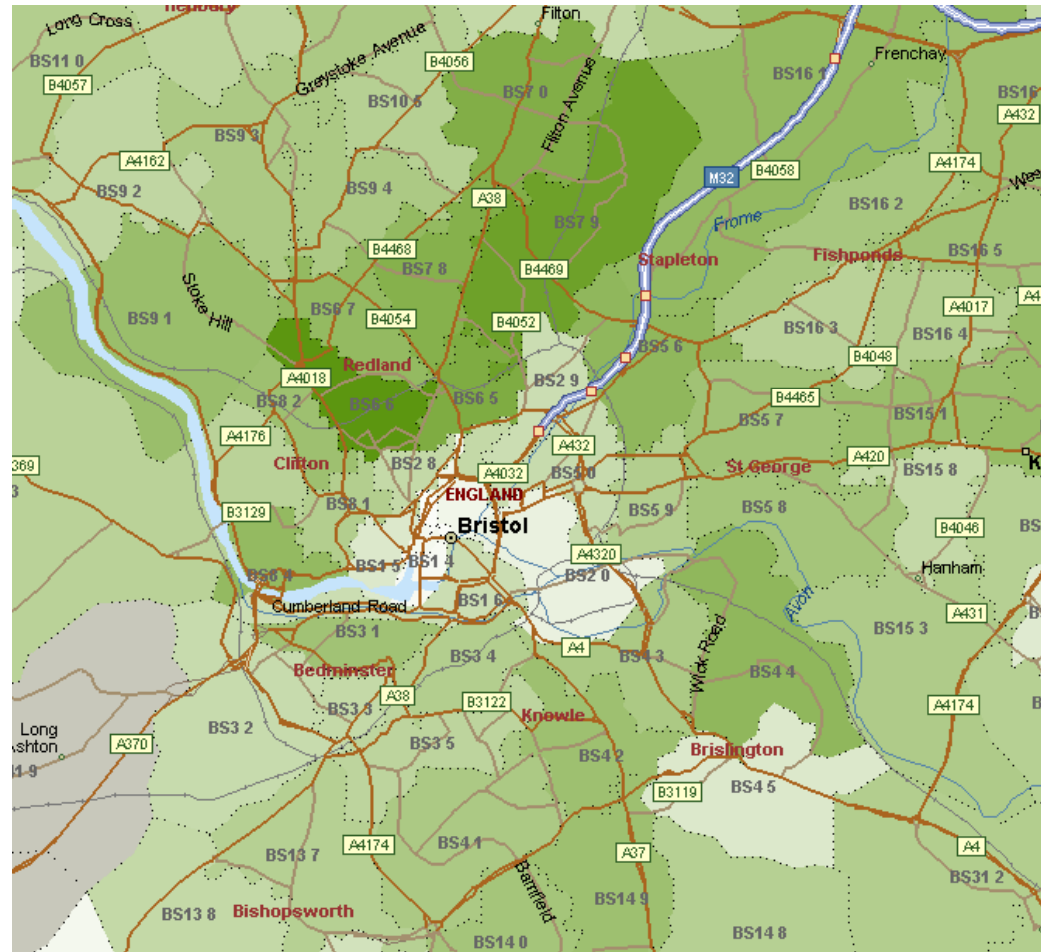 Henbury
Filton
Long Cross
Greystoke Avenue
B4056
BS16 1
Frenchay
BS11 0
B4057
BS10 5
BS7 0
Filton Avenue
BS16
A432
BS9 3
A4162
A4174
BS9 2
BS9 4
A38
M32
B4058
BS16 2
Frome
BS7 9
B4468
Stapleton
Fishponds
BS16 5
BS7 8
B4469
Stoke Hill
BS9 1
BS6 7
B4054
B4052
A4017
BS16 3
BS16 4
BS5 6
B4048
Redland
A4018
BS2 9
BS8 2
BS6 6
BS6 5
B4465
BS15 1
BS5 7
A4176
A432
Clifton
BS2 8
A4032
BS5 0
St George
A420
BS15 8
369
ENGLAND
BS8 1
B3129
BS5 9
BS5 8
Bristol
B4046
A4320
BS1 5
BS1 4
BS2 0
Hanham
BS8 4
Cumberland Road
BS1 6
Avon
A431
BS3 1
BS15 3
A4
BS3 4
BS4 3
Wick Road
BS4 4
Bedminster
A38
B3122
BS3 3
Knowle
A4174
Long
Ashton
BS3 2
A370
BS3 5
BS4 2
Brislington
1 9
B3119
BS4 5
BS13 7
A4174
BS4 1
A37
A4
Bamfield
BS31 2
BS13 8
Bishopsworth
BS14 9
BS14 0
BS14 8